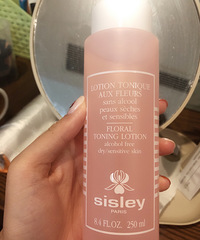 LOTION TONIQUE
AUX FLEURS
sans alcool
peaux sèches
et sensibles
FLORAL
TONING LOTION
alcohol free
dry/sensitive skin
sisley
PARIS
8.4 FL.OZ. 250 ml